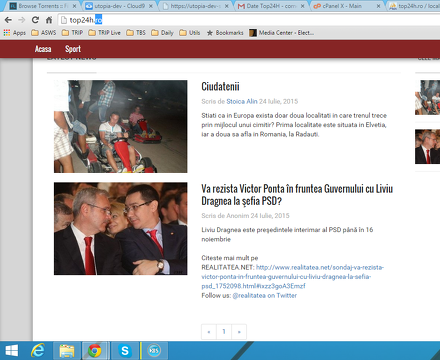 Browse Torrents ::
utopia-dev - Cloud9
https://utopia-dev
Date Top24H
cPanel X - Main
top24h.ro / local
top24h.ro
Apps
ASWS
TRIP
TRIP Live
TBS
Daily
Utils
Amazon
BTS
Media Center - Elect...
Acasa
Sport
LATEST NEWS
Ciudatenii
Scris de Stoica Alin 24 Iulie, 2015
Stiati ca in Europa exista doar doua localitati in care trenul trece
prin mijlocul unui cimitir? Prima localitate este situata in Elvetia,
iar a doua sa afla in Romania, la Radauti.
Va rezista Victor Ponta în fruntea Guvernului cu Liviu
Dragnea la șefia PSD?
Scris de Anonim 24 Iulie, 2015
Liviu Dragnea este președintele interimar al PSD până în 16
noiembrie
Citeste mai mult pe
REALITATEA.NET: http://www.realitatea.net/sondaj-va-rezista-
victor-ponta-in-fruntea-guvernului-cu-liviu-dragnea-la-sefia-
psd_1752098.html#ixzz3goA3Emzf
Follow us: @realitatea on Twitter
« 1 »